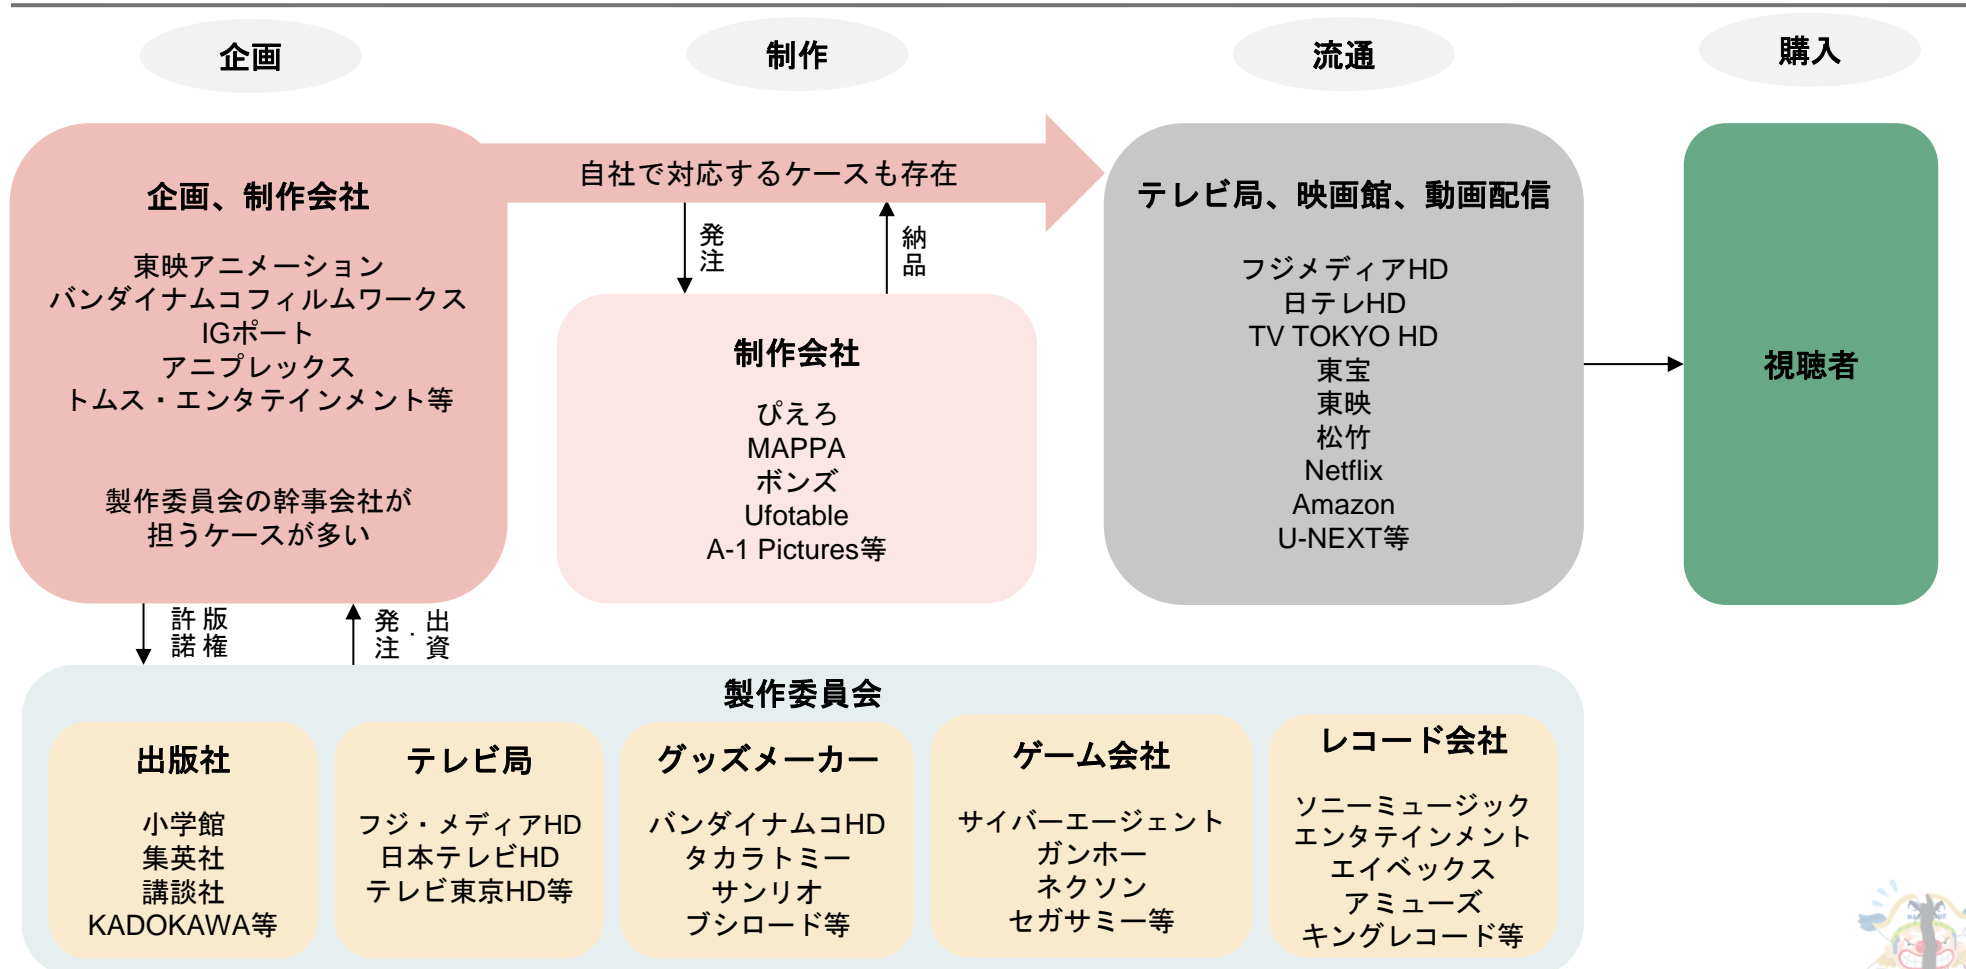 企画
制作
流通
購入
企画、制作会社
東映アニメーション
バンダイナムコフィルムワークス
IGポート
アニプレックス
トムス・エンタテインメント等
製作委員会の幹事会社が
担うケースが多い
自社で対応するケースも存在
発注
納品
制作会社
ぴえろ
MAPPA
ボンズ
Ufotable
A-1 Pictures等
テレビ局、映画館、動画配信
フジメディアHD
日テレHD
TV TOKYO HD
東宝
東映
松竹
Netflix
Amazon
U-NEXT等
視聴者
版権
許諾
出資
・
発注
製作委員会
出版社
小学館
集英社
講談社
KADOKAWA等
テレビ局
フジ・メディアHD
日本テレビHD
テレビ東京HD等
グッズメーカー
バンダイナムコHD
タカラトミー
サンリオ
ブシロード等
ゲーム会社
サイバーエージェント
ガンホー
ネクソン
セガサミー等
レコード会社
ソニーミュージック
エンタテインメント
エイベックス
アミューズ
キングレコード等